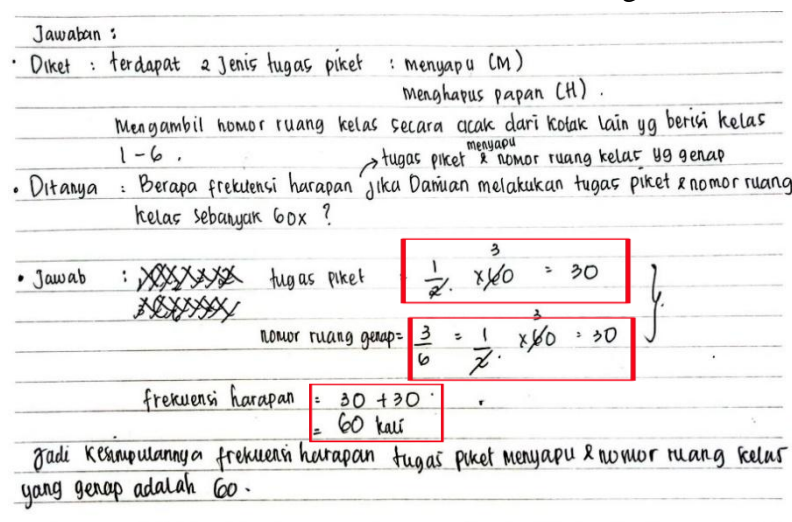 Jawaban :
• Diket : terdapat 2 Jenis tugas piket : menyapu (M)
Menghapus papan (H) .
Mengambil nomor ruang kelas secara acak dari kotak lain yg berisi kelas
1 - 6 .
menyapu
→ tugas piket & nomor ruang kelas yg genap
• Ditanya : Berapa frekuensi harapan jika Damian melakukan tugas piket & nomor ruang
kelas sebanyak 60x ?
• Jawab : tugas piket = 1/2 . x 60 3 = 30
nomor ruang genap = 3/6 = 1/2 . x 60 3 = 30
frekuensi harapan = 30 + 30
= 60 kali
Jadi kesimpulannya frekuensi harapan tugas piket menyapu & nomor ruang kelas
yang genap adalah 60.